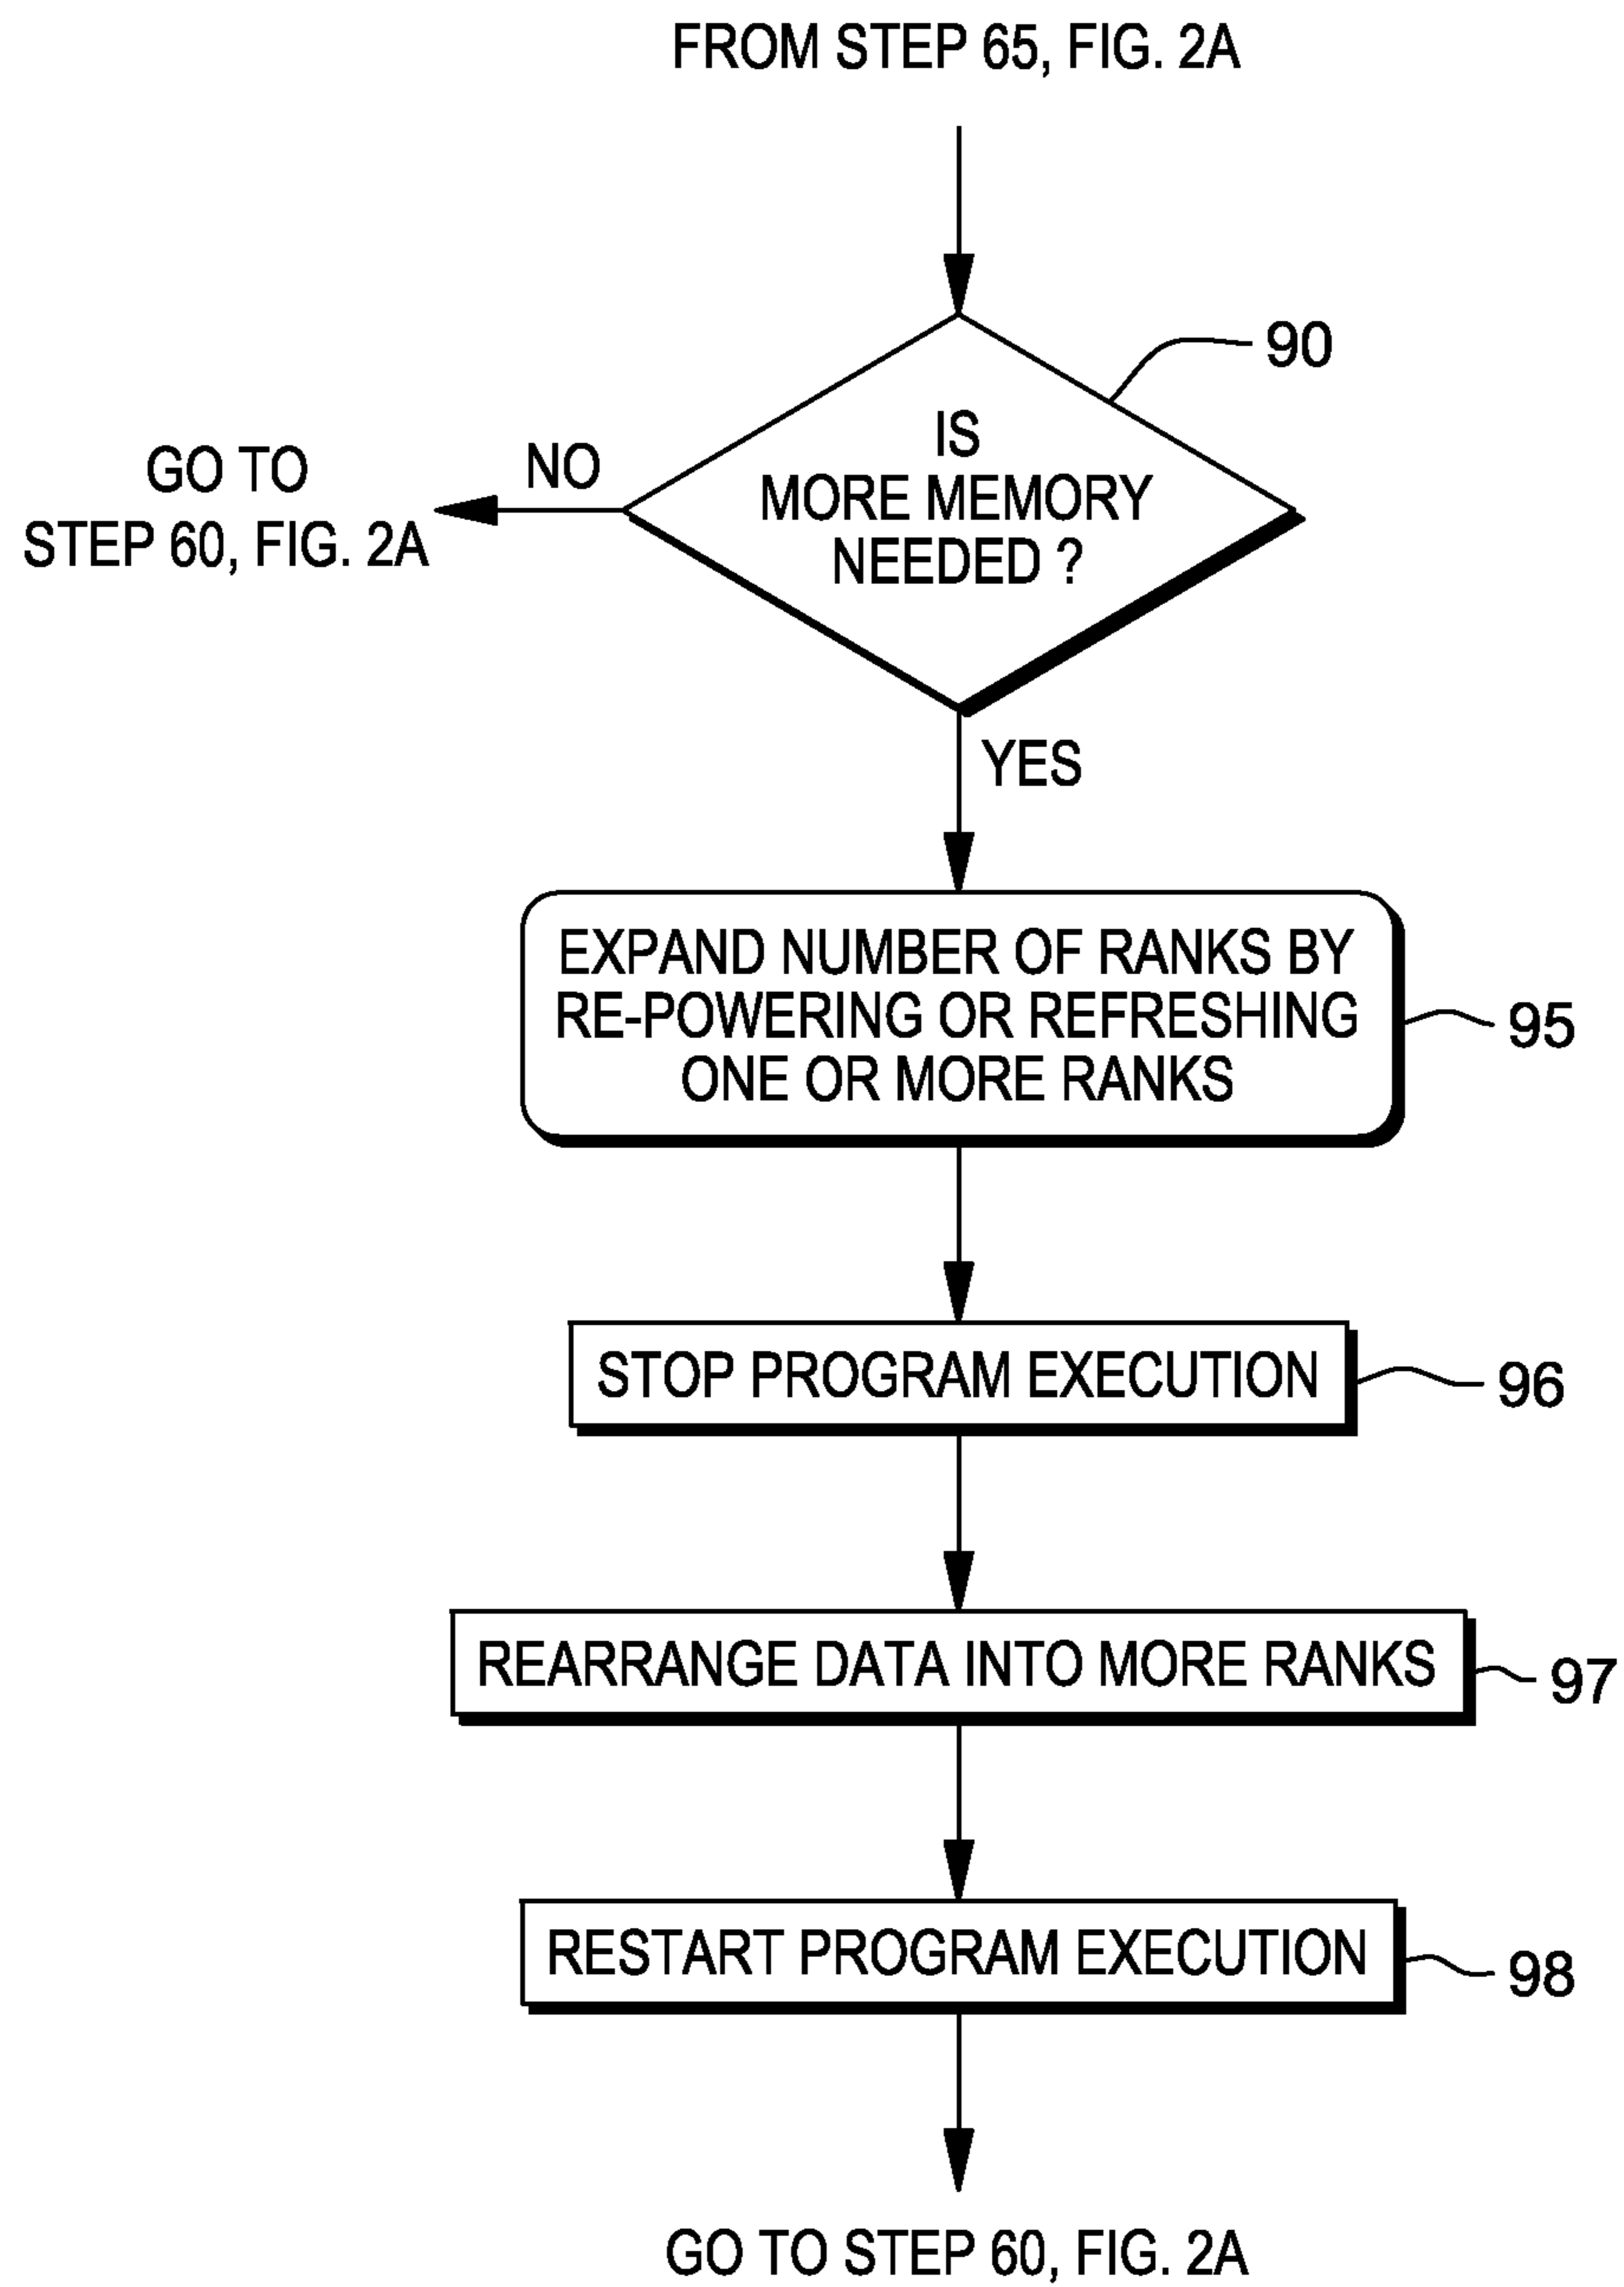 FROM STEP 65, FIG. 2A
90
IS
MORE MEMORY
NEEDED ?
NO
GO TO
STEP 60, FIG. 2A
YES
EXPAND NUMBER OF RANKS BY
RE-POWERING OR REFRESHING
ONE OR MORE RANKS
95
STOP PROGRAM EXECUTION
96
REARRANGE DATA INTO MORE RANKS
97
RESTART PROGRAM EXECUTION
98
GO TO STEP 60, FIG. 2A